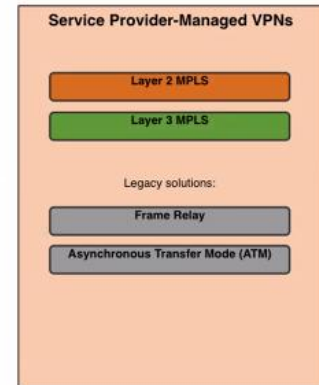 Service Provider-Managed VPNs
Layer 2 MPLS
Layer 3 MPLS
Legacy solutions:
Frame Relay
Asynchronous Transfer Mode (ATM)